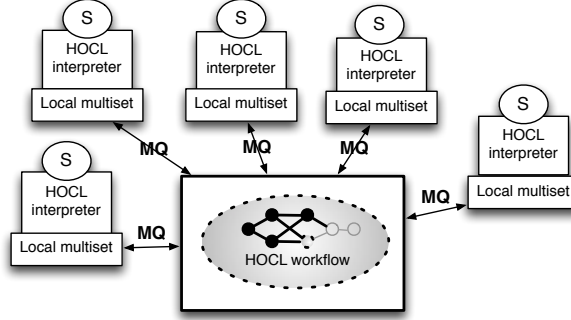 S
HOCL
interpreter
Local multiset
S
HOCL
interpreter
Local multiset
S
HOCL
interpreter
Local multiset
S
HOCL
interpreter
Local multiset
S
HOCL
interpreter
Local multiset
MQ
MQ
MQ
MQ
MQ
HOCL workflow